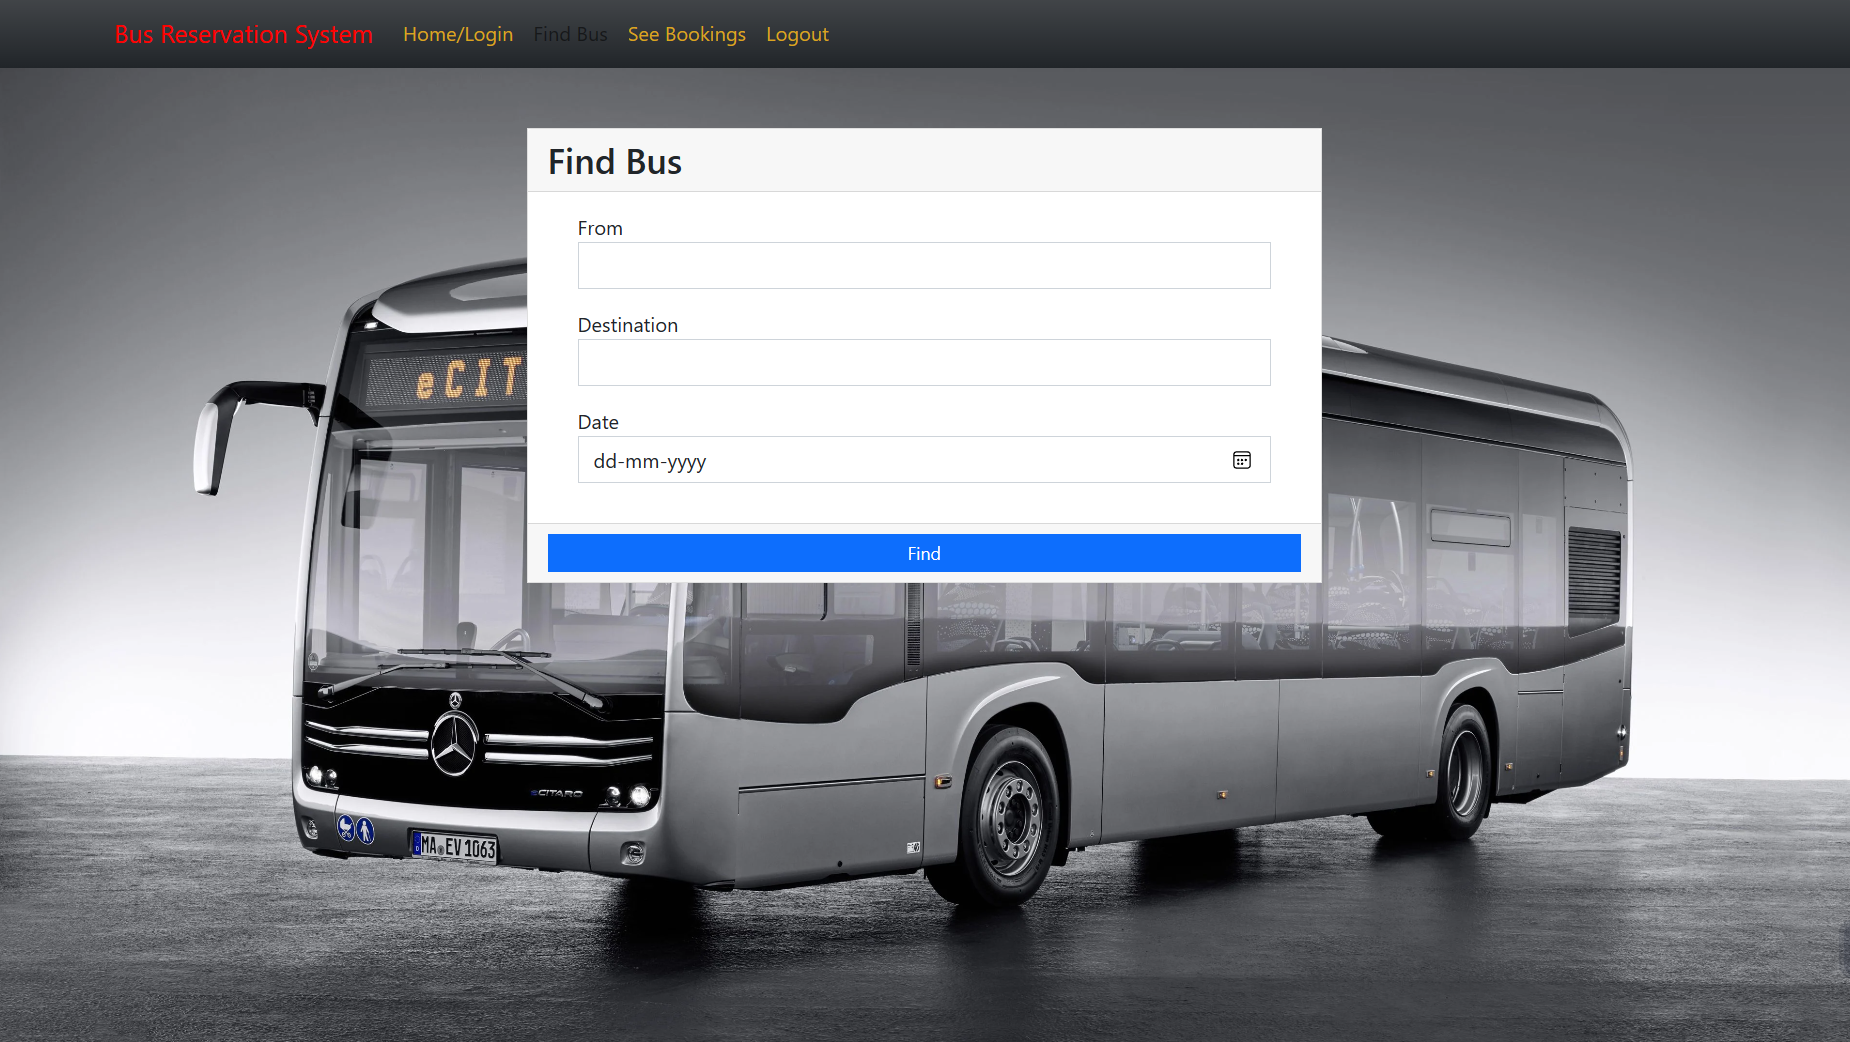 Bus Reservation System Home/Login Find Bus See Bookings Logout
Find Bus
From
Destination
Date
dd-mm-yyyy
Find
eCIT
eCITARO
MA EV 1063